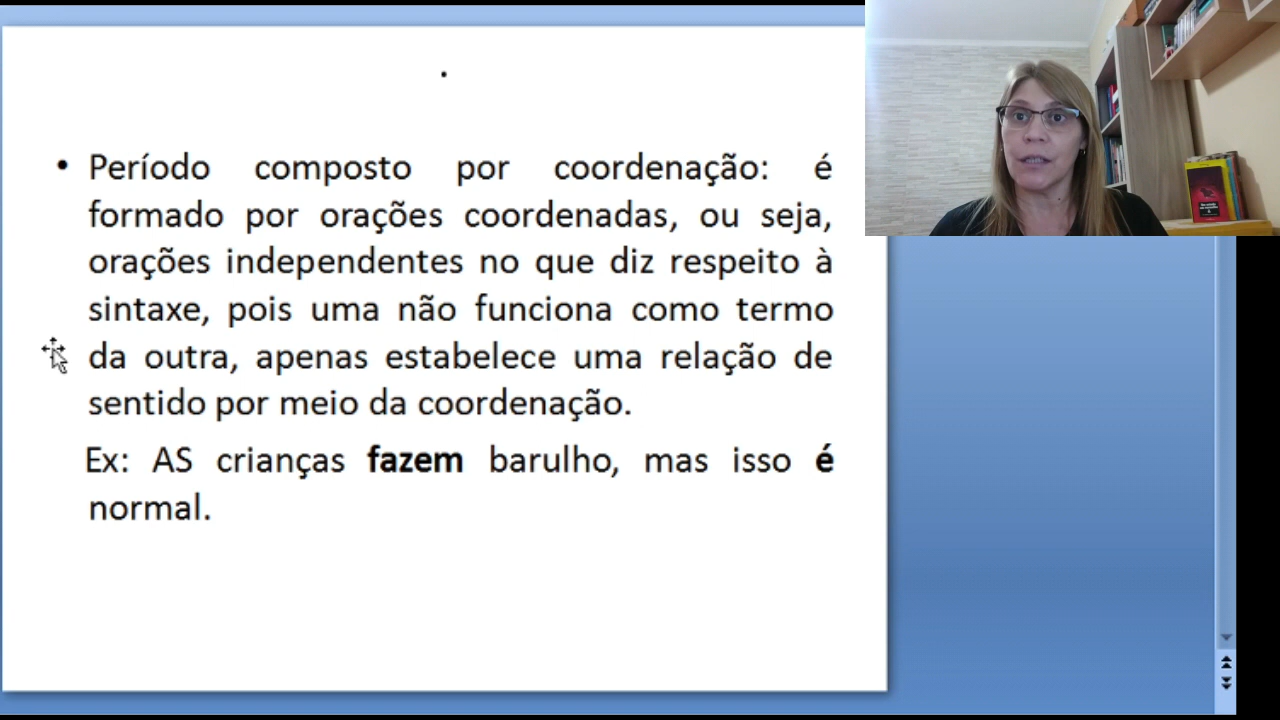 .
• Período composto por coordenação: é
formado por orações coordenadas, ou seja,
orações independentes no que diz respeito à
sintaxe, pois uma não funciona como termo
da outra, apenas estabelece uma relação de
sentido por meio da coordenação.
Ex: AS crianças fazem barulho, mas isso é
normal.